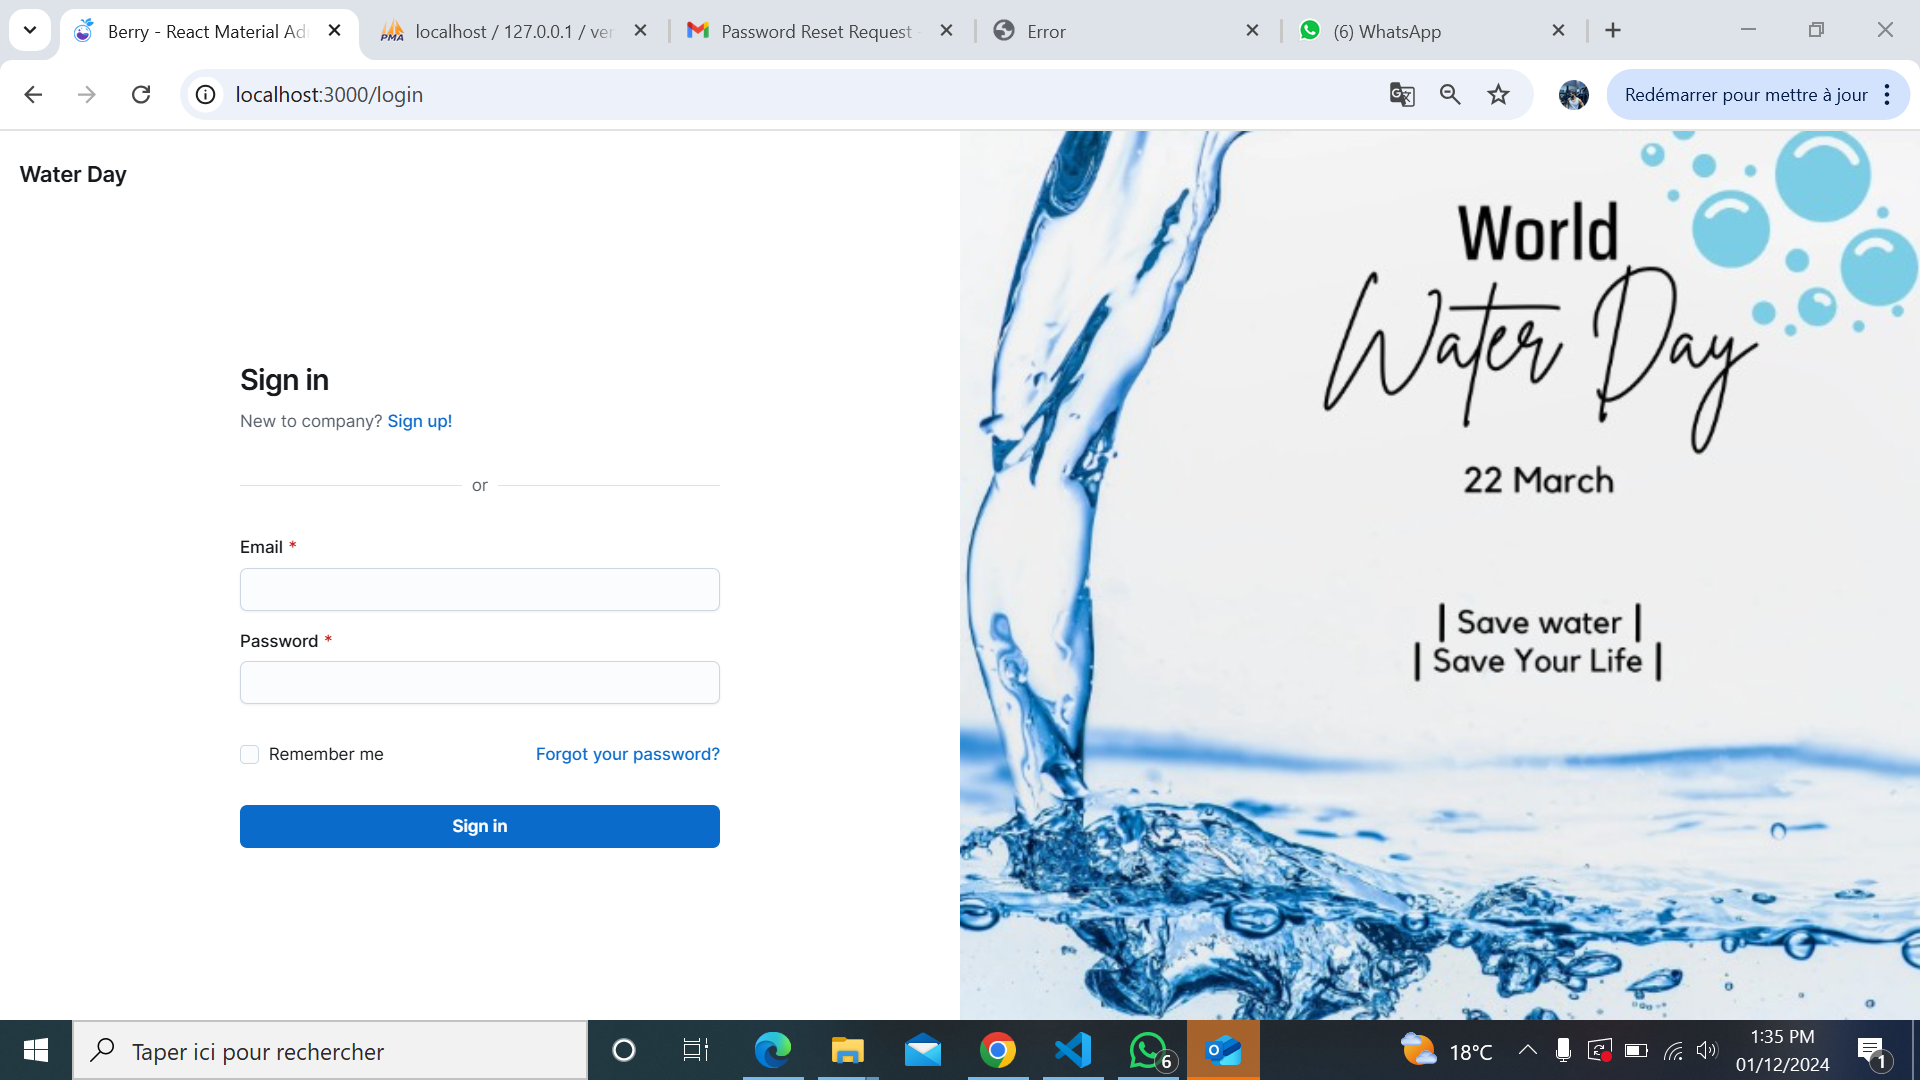 Berry - React Material Ad
localhost / 127.0.0.1 / ver
Password Reset Request -
Error
(6) WhatsApp
localhost:3000/login
Redémarrer pour mettre à jour
Water Day
Sign in
New to company? Sign up!
or
Email *
Password *
Remember me
Forgot your password?
Sign in
World
Water Day
22 March
| Save water |
| Save Your Life |
Taper ici pour rechercher
6
18°C
1:35 PM
01/12/2024
1